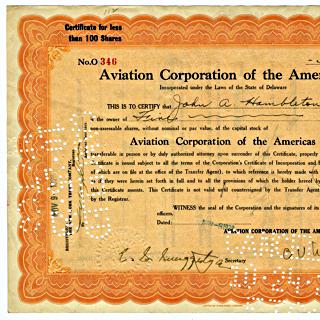 Certificate for less
than 100 Shares
No. O 346
Aviation Corporation of the Amer
Incorporated under the Laws of the State of Delaware
THIS IS TO CERTIFY that John A. Hambleton
is the owner of
non-assessable shares, without nominal or par value, of the capital stock of
Aviation Corporation of the Americas
transferable in person or by duly authorized attorney upon surrender of this Certificate, properly
Certificate is issued subject to all the terms of the Corporation's Certificate of Incorporation and
of which are on file at the office of the Transfer Agent), to which reference is hereby made with
as if they were herein set forth in full and to all of the provisions of which the holder hereof by
this Certificate assents. This Certificate is not valid until countersigned by the Transfer Agent
by the Registrar.
WITNESS the seal of the Corporation and the signatures of its
officers.
Dated:
AVIATION CORPORATION OF THE AMER
Secretary